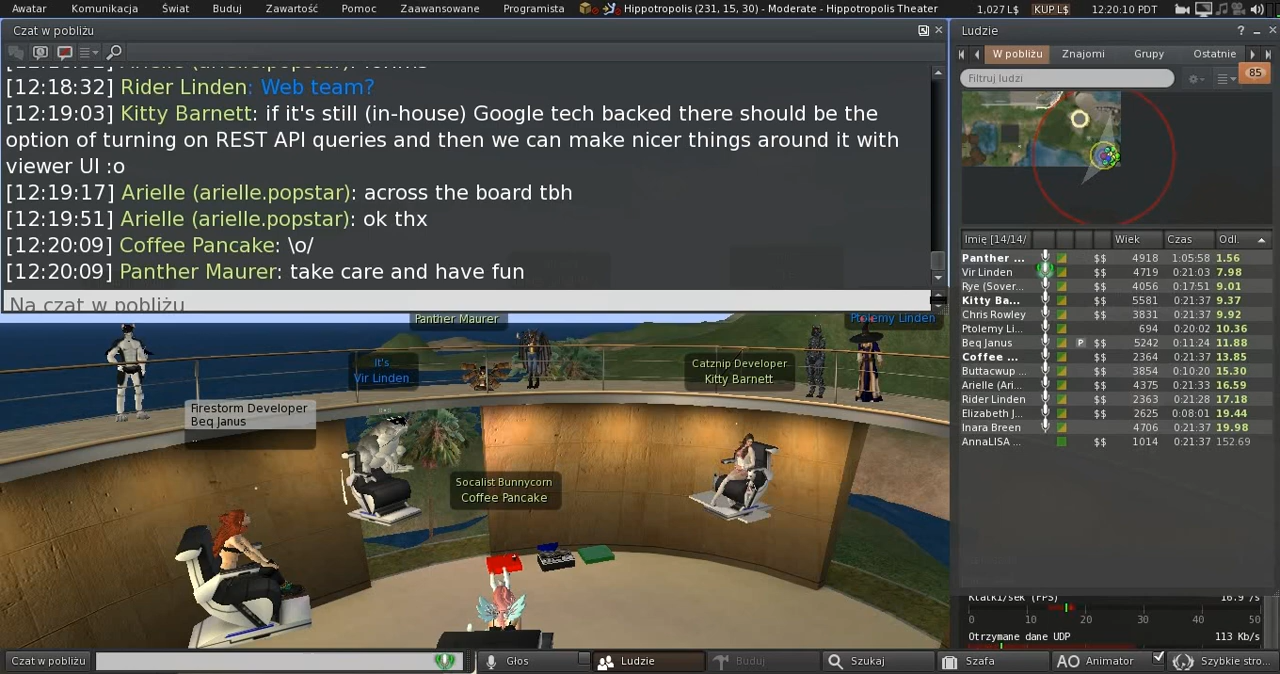 Awatar Komunikacja Świat Buduj Zawartość Pomoc Zaawansowane Programista Hippotropolis (231, 15, 30) - Moderate - Hippotropolis Theater 1,027 L$ KUP L$ 12:20:10 PDT
Czat w pobliżu
[12:18:32] Rider Linden: Web team?
[12:19:03] Kitty Barnett: if it's still (in-house) Google tech backed there should be the
option of turning on REST API queries and then we can make nicer things around it with
viewer UI :o
[12:19:17] Arielle (arielle.popstar): across the board tbh
[12:19:51] Arielle (arielle.popstar): ok thx
[12:20:09] Coffee Pancake: \o/
[12:20:09] Panther Maurer: take care and have fun
Na czat w pobliżu
Ludzie
W pobliżu Znajomi Grupy Ostatnie
Filtruj ludzi
85
Imię [14/14/ Wiek Czas Odl.
Panther ... 4918 1:05:58 1.56
Vir Linden $$ 4719 0:21:03 7.98
Rye (Sover... $$ 4056 0:17:51 9.01
Kitty Ba... $$ 5581 0:21:37 9.37
Chris Rowley $$ 3831 0:21:37 9.92
Ptolemy Li... 694 0:20:02 10.36
Beq Janus P $$ 5242 0:11:24 11.88
Coffee ... $$ 2364 0:21:37 13.85
Buttacwup ... $$ 3854 0:10:20 15.30
Arielle (Ari... $$ 4375 0:21:33 16.59
Rider Linden $$ 2363 0:21:28 17.18
Elizabeth J... $$ 2625 0:08:01 19.44
Inara Breen 4706 0:21:37 19.98
AnnaLISA ... $$ 1014 0:21:37 152.69
Panther Maurer
Ptolemy Linden
It's
Vir Linden
Catznip Developer
Kitty Barnett
Firestorm Developer
Beq Janus
Socalist Bunnycorn
Coffee Pancake
Klatki/sek (FPS) 16.9 /s
0 10 20 30 40 50
Otrzymane dane UDP 113 Kb/s
Czat w pobliżu Głos Ludzie Buduj Szukaj Szafa AO Animator Szybkie stro...